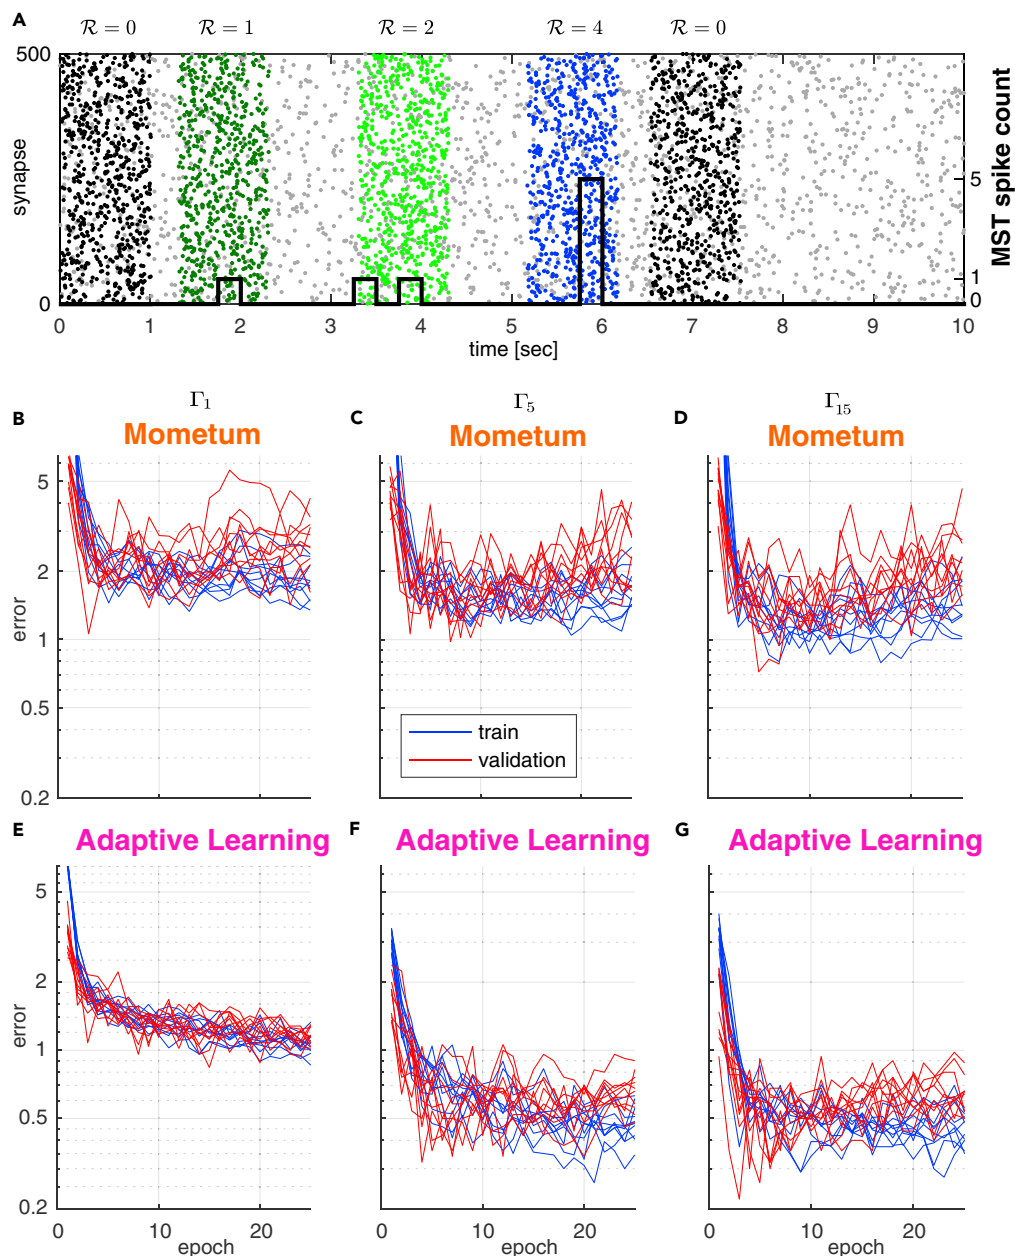 A
R = 0 R = 1 R = 2 R = 4 R = 0
500
0
synapse
5
1
0
MST spike count
0 1 2 3 4 5 6 7 8 9 10
time [sec]
B Γ1
Mometum
C Γ5
Mometum
D Γ15
Mometum
5
2
1
0.5
0.2
error
train
validation
E Adaptive Learning
F Adaptive Learning
G Adaptive Learning
5
2
1
0.5
0.2
error
0 10 20
epoch
0 10 20
epoch
0 10 20
epoch